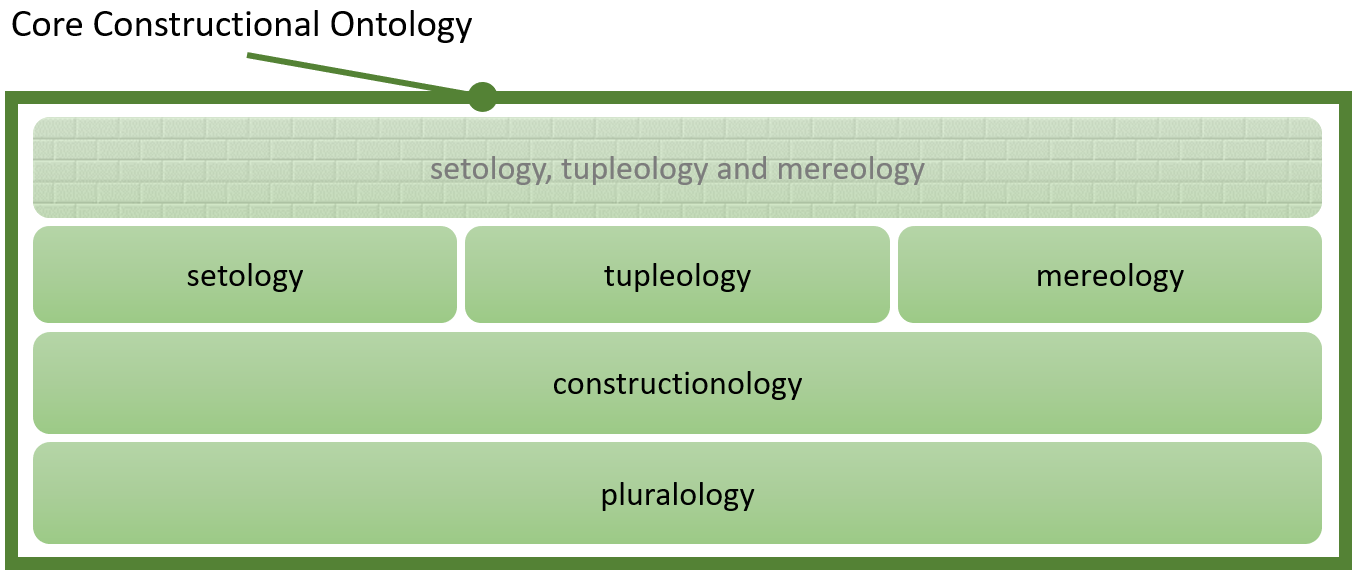 Core Constructional Ontology
setology, tupleology and mereology
setology
tupleology
mereology
constructionology
pluralology